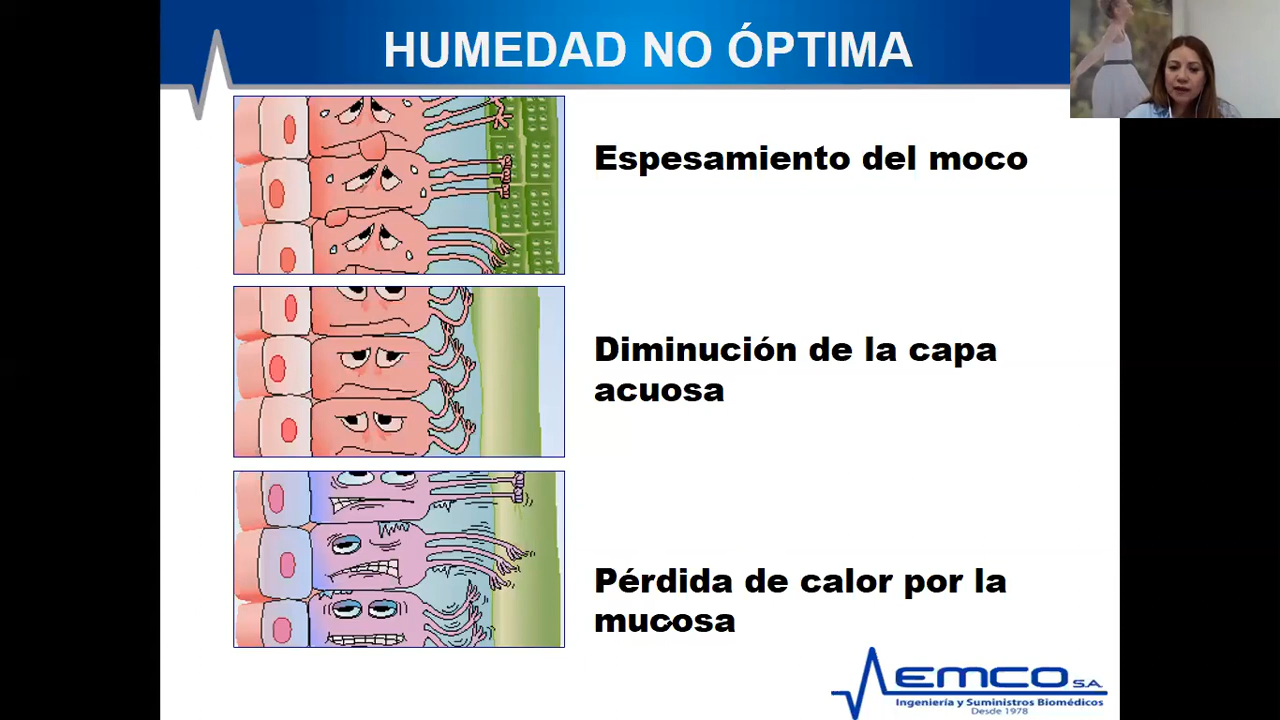 HUMEDAD NO ÓPTIMA
Espesamiento del moco
Diminución de la capa
acuosa
Pérdida de calor por la
mucosa
EMCO S.A.
Ingeniería y Suministros Biomédicos
Desde 1978